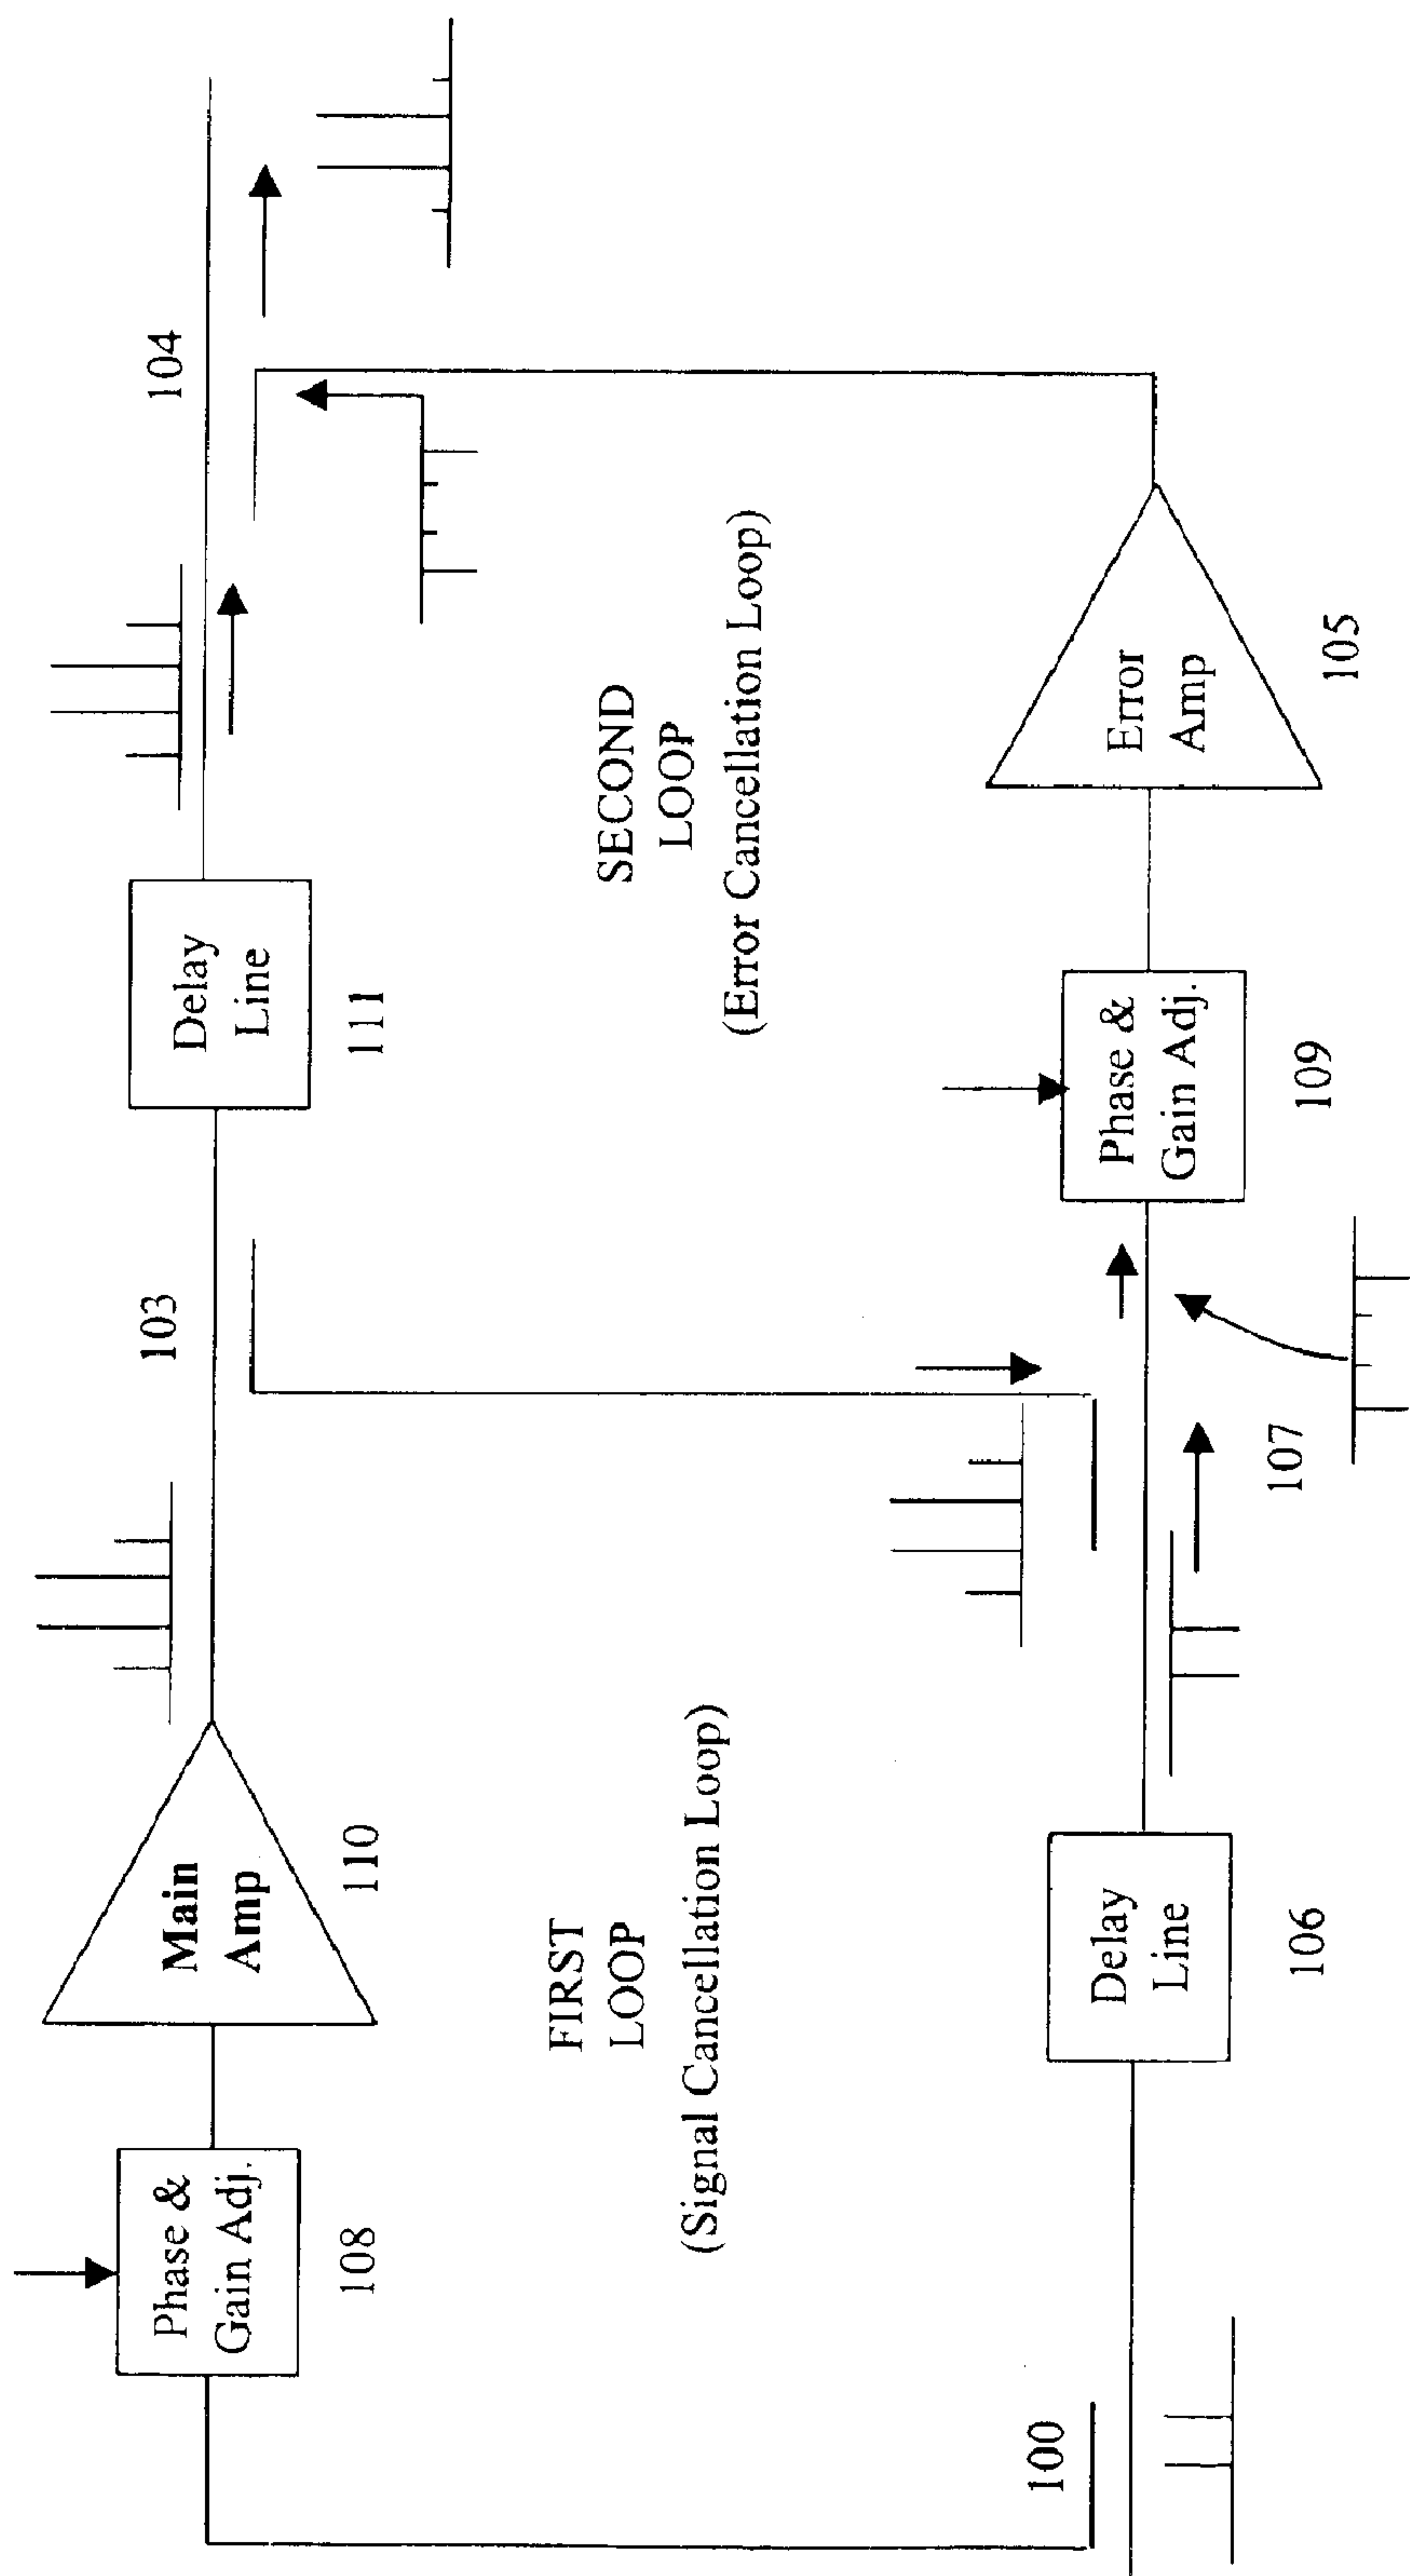 Phase &
Gain Adj.
108
Main
Amp
110
103
Delay
Line
111
104
FIRST
LOOP
(Signal Cancellation Loop)
SECOND
LOOP
(Error Cancellation Loop)
100
Delay
Line
106
107
Phase &
Gain Adj.
109
Error
Amp
105